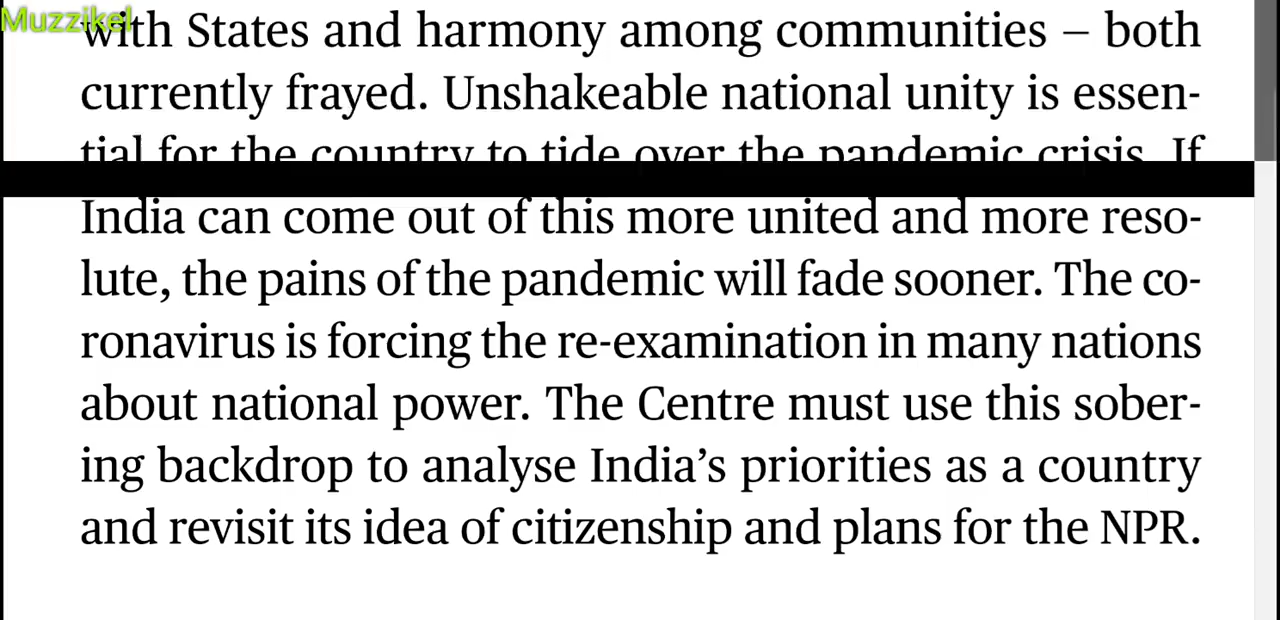 Muzzikel
with States and harmony among communities – both
currently frayed. Unshakeable national unity is essen-
tial for the country to tide over the pandemic crisis. If
India can come out of this more united and more reso-
lute, the pains of the pandemic will fade sooner. The co-
ronavirus is forcing the re-examination in many nations
about national power. The Centre must use this sober-
ing backdrop to analyse India’s priorities as a country
and revisit its idea of citizenship and plans for the NPR.